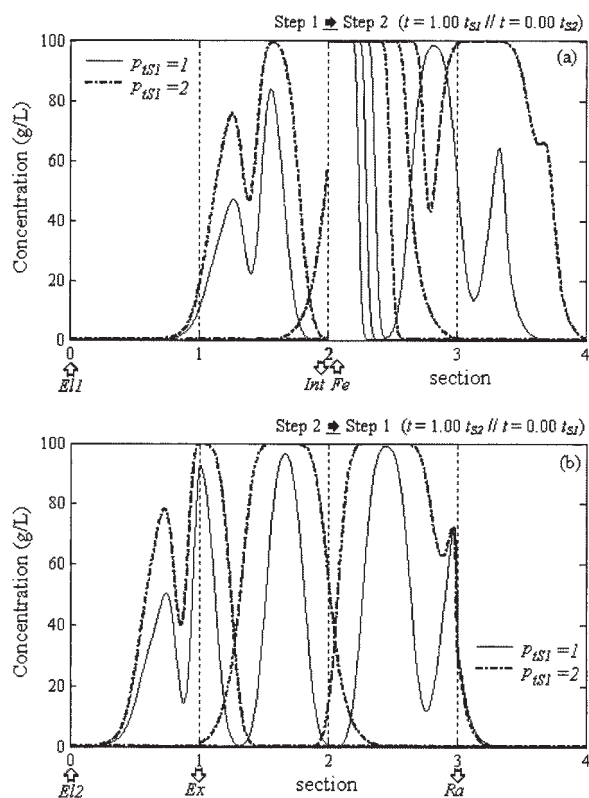 Step 1 ➡ Step 2 (t = 1.00 tS1 // t = 0.00 tS2)
(a)
Concentration (g/L)
100
80
60
40
20
0
ptS1 = 1
ptS1 = 2
0 1 2 3 4
El1 Int Fe section
Step 2 ➡ Step 1 (t = 1.00 tS2 // t = 0.00 tS1)
(b)
Concentration (g/L)
100
80
60
40
20
0
ptS1 = 1
ptS1 = 2
0 1 2 3 4
El2 Ex section Ra